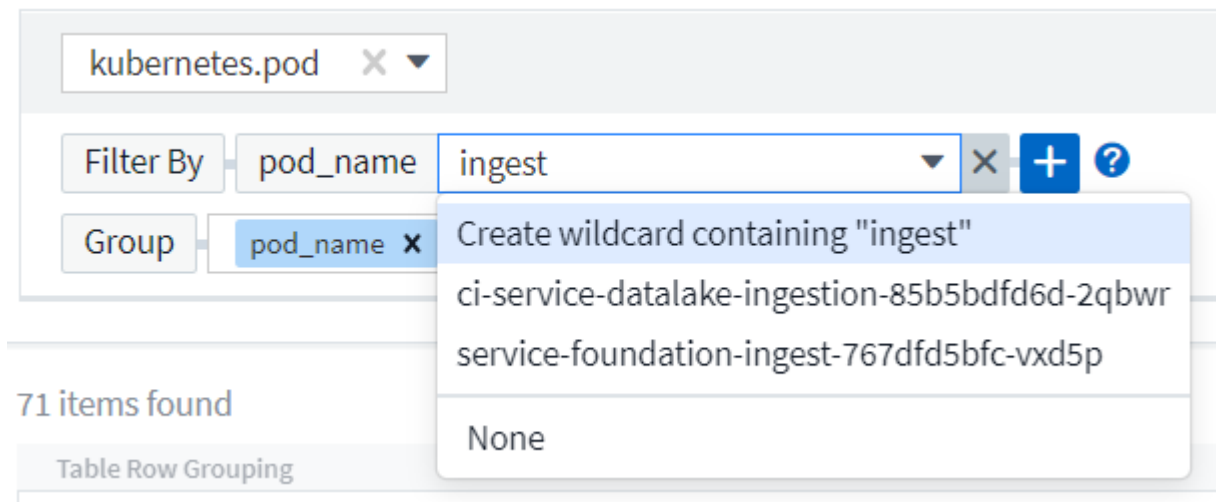 kubernetes.pod
Filter By pod_name ingest
Create wildcard containing "ingest"
Group pod_name
ci-service-datalake-ingestion-85b5bdfd6d-2qbwr
service-foundation-ingest-767dfd5bfc-vxd5p
None
71 items found
Table Row Grouping